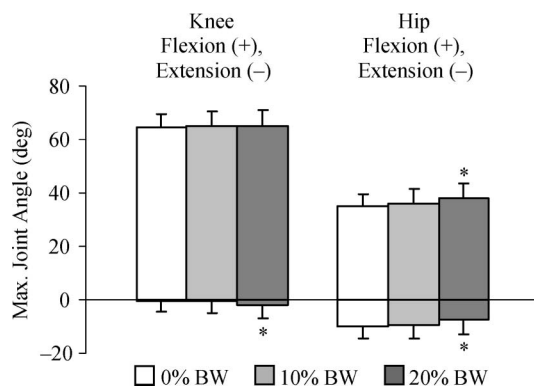 Knee
Flexion (+),
Extension (–)
Hip
Flexion (+),
Extension (–)
Max. Joint Angle (deg)
80
60
40
20
0
–20
*
*
*
0% BW
10% BW
20% BW